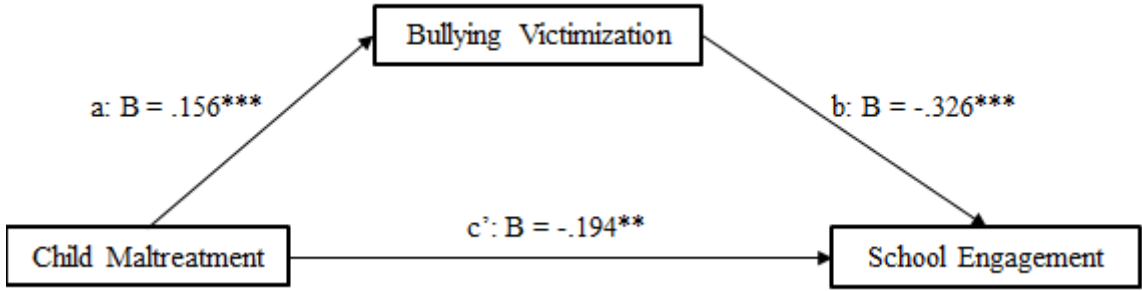 Bullying Victimization
a: B = .156***
b: B = -.326***
c’: B = -.194**
Child Maltreatment
School Engagement